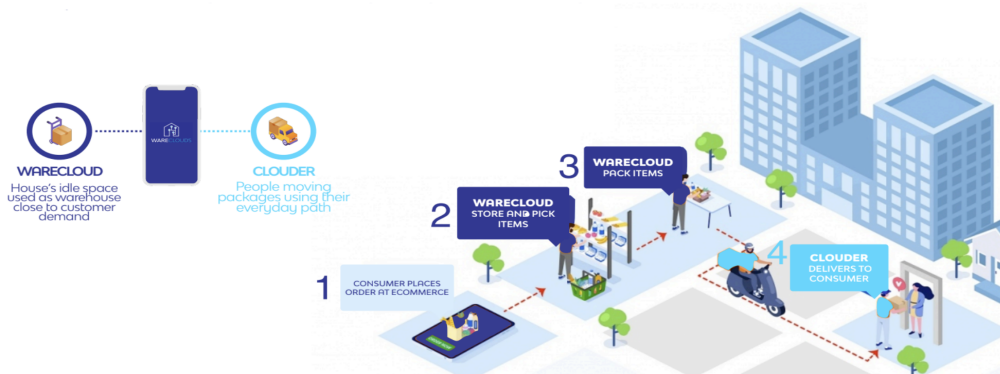 WARECLOUD
House's idle space
used as warehouse
close to customer
demand
WARECLOUDER
CLOUDER
People moving
packages using their
everyday path
1
CONSUMER PLACES
ORDER AT ECOMMERCE
2
WARECLOUD
STORE AND PICK
ITEMS
3
WARECLOUD
PACK ITEMS
4
CLOUDER
DELIVERS TO
CONSUMER